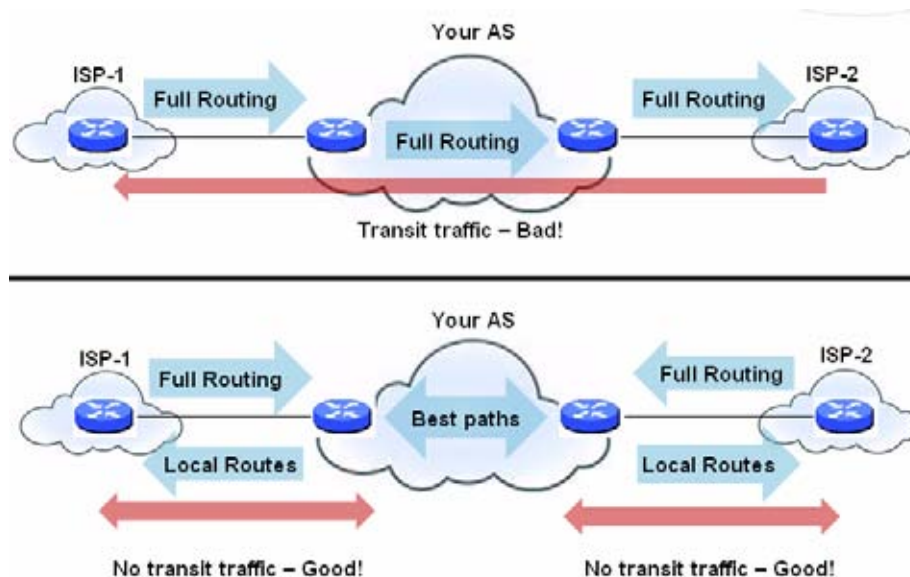 Your AS
ISP-1
ISP-2
Full Routing
Full Routing
Full Routing
Transit traffic – Bad!
Your AS
ISP-1
ISP-2
Full Routing
Full Routing
Best paths
Local Routes
Local Routes
No transit traffic – Good!
No transit traffic – Good!